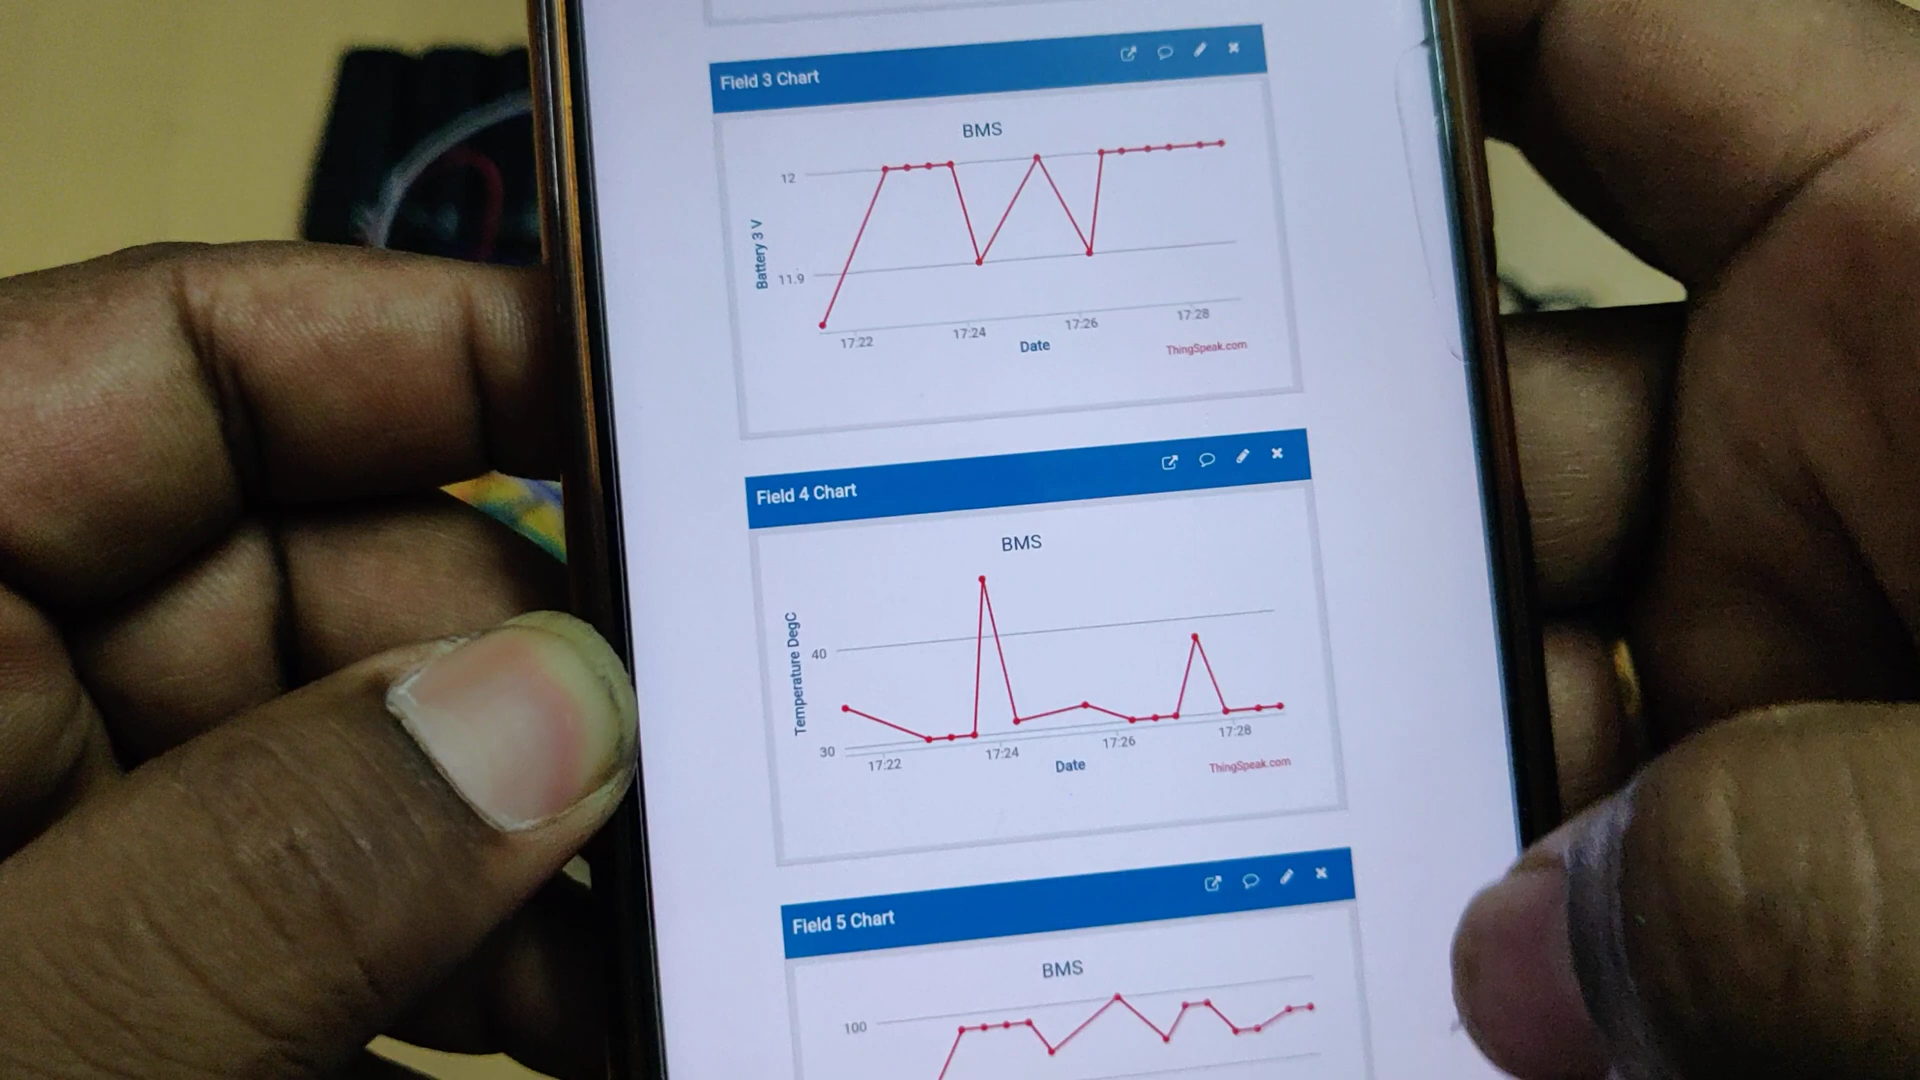 Field 3 Chart
BMS
12
11.9
Battery 3 V
17:22
17:24
17:26
17:28
Date
ThingSpeak.com
Field 4 Chart
BMS
40
30
Temperature DegC
17:22
17:24
17:26
17:28
Date
ThingSpeak.com
Field 5 Chart
BMS
100